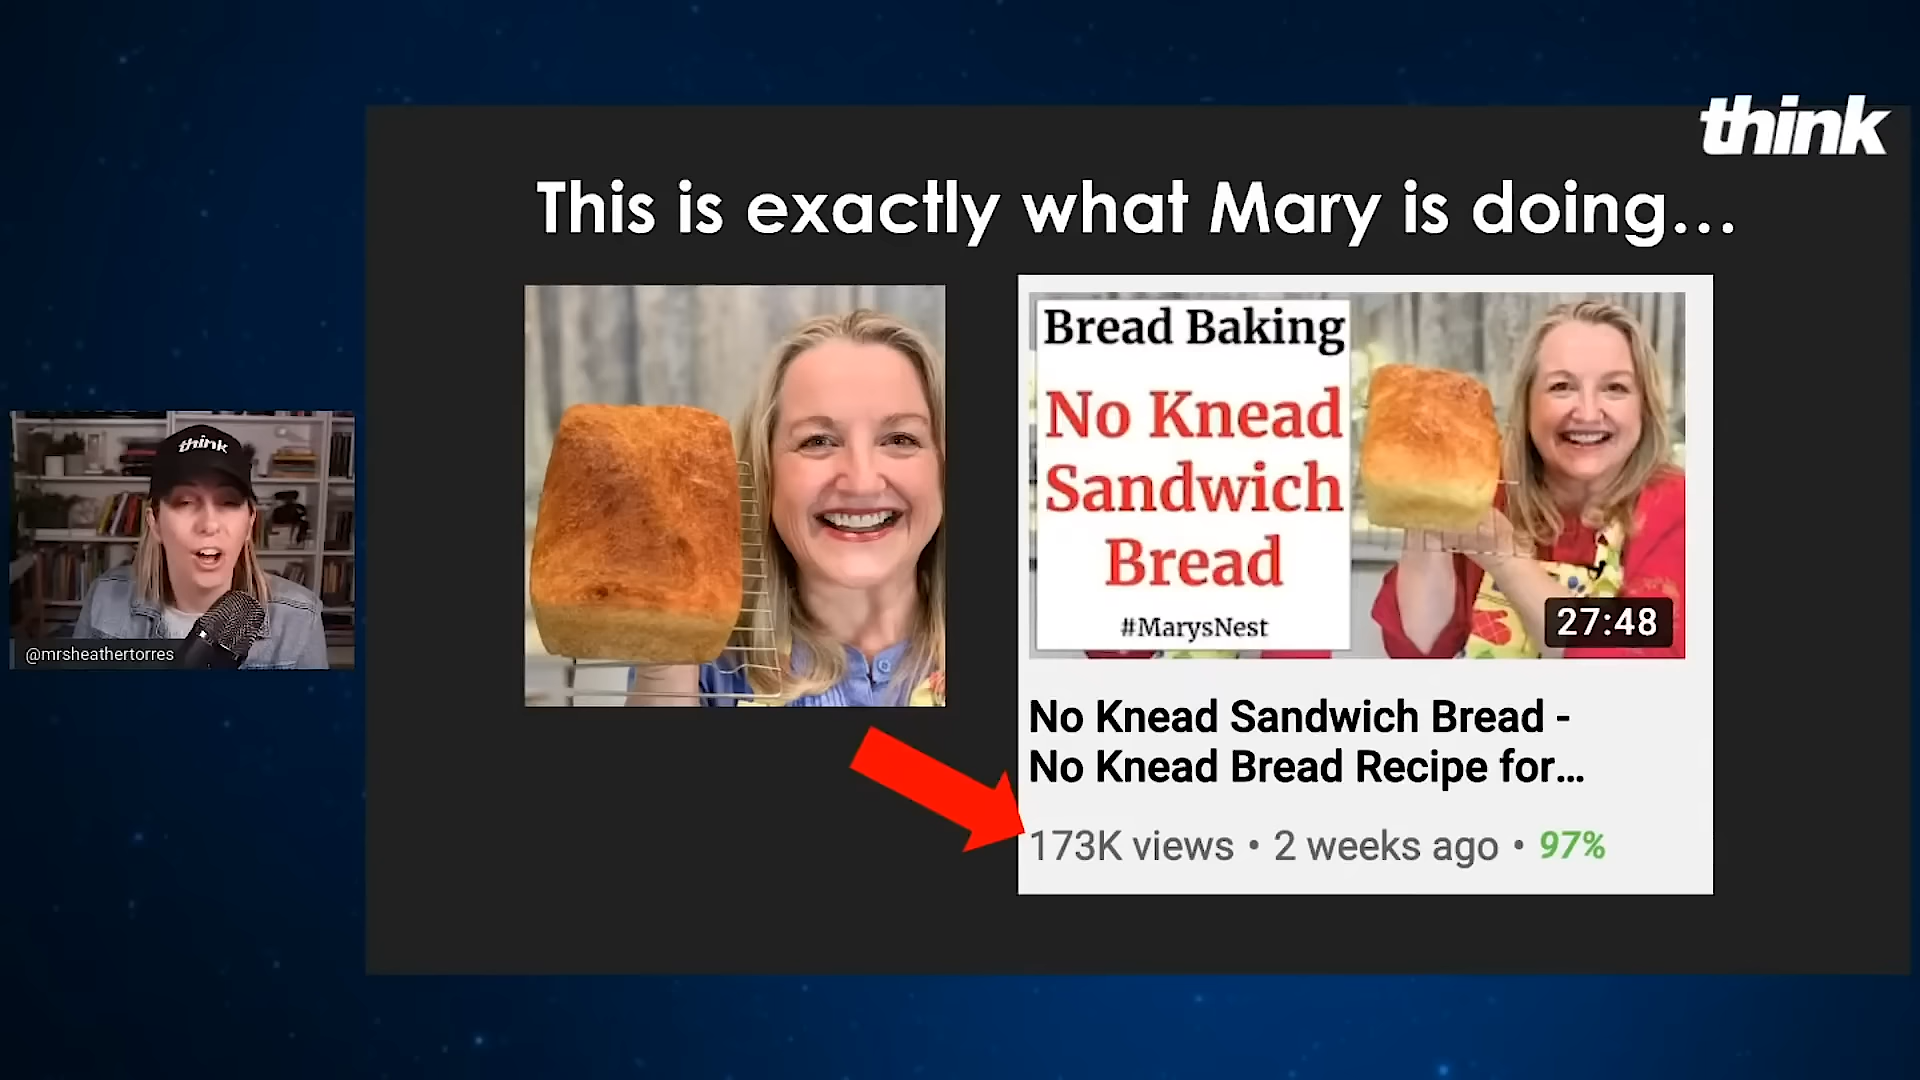 think
This is exactly what Mary is doing...
Bread Baking
No Knead
Sandwich
Bread
#MarysNest
27:48
think
@mrsheathertorres
No Knead Sandwich Bread -
No Knead Bread Recipe for...
173K views • 2 weeks ago • 97%